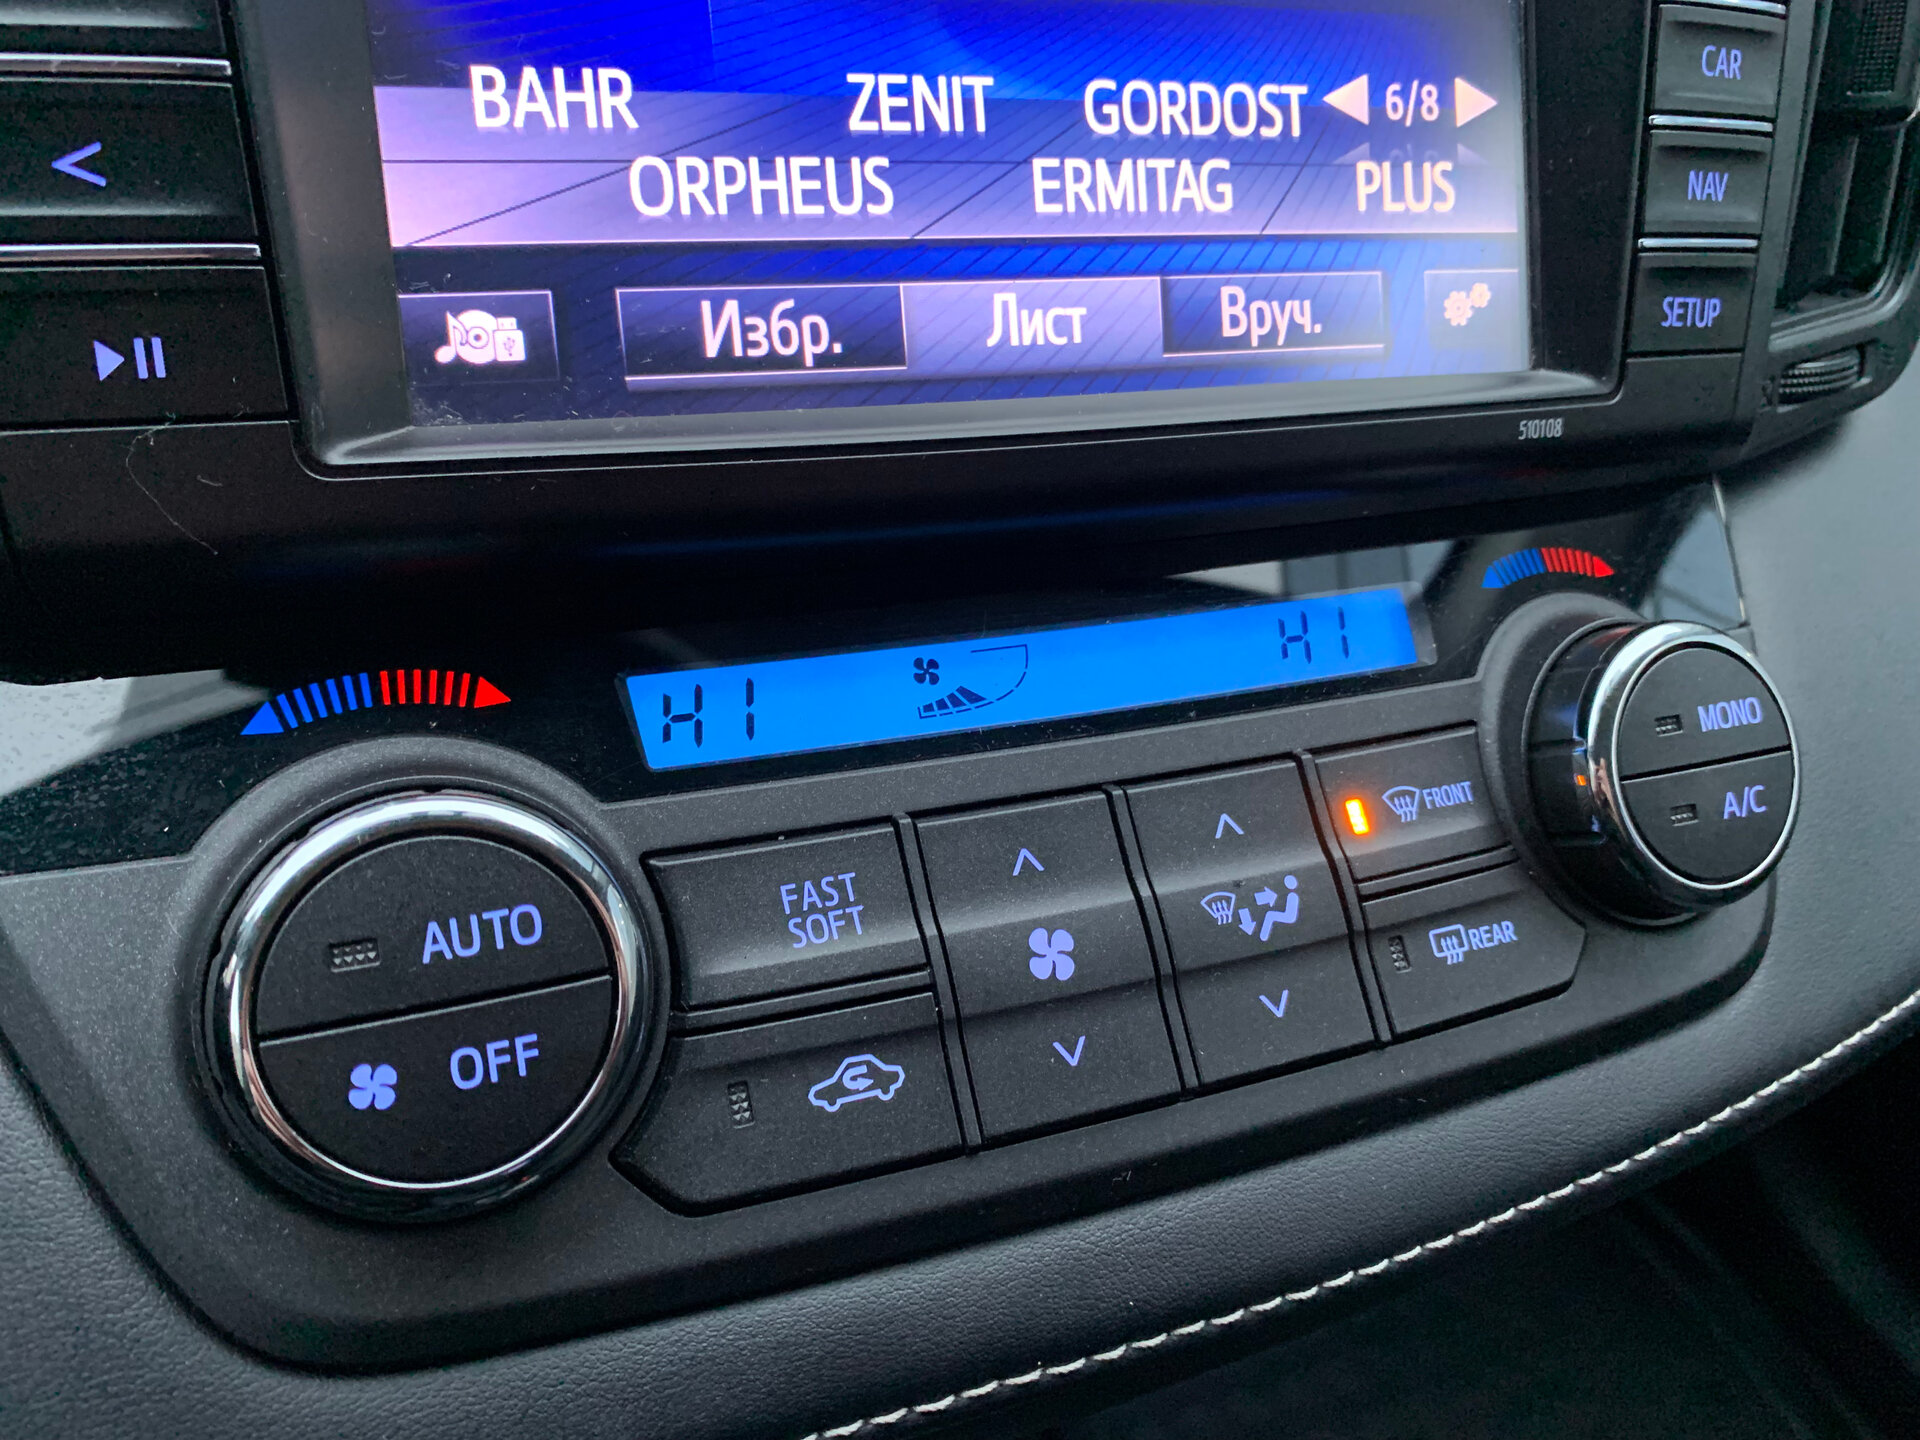 BAHR ZENIT GORDOST 6/8
ORPHEUS ERMITAG PLUS
Избр. Лист Вруч.
CAR
NAV
SETUP
510108
HI HI
AUTO
OFF
FAST
SOFT
FRONT
REAR
MONO
A/C